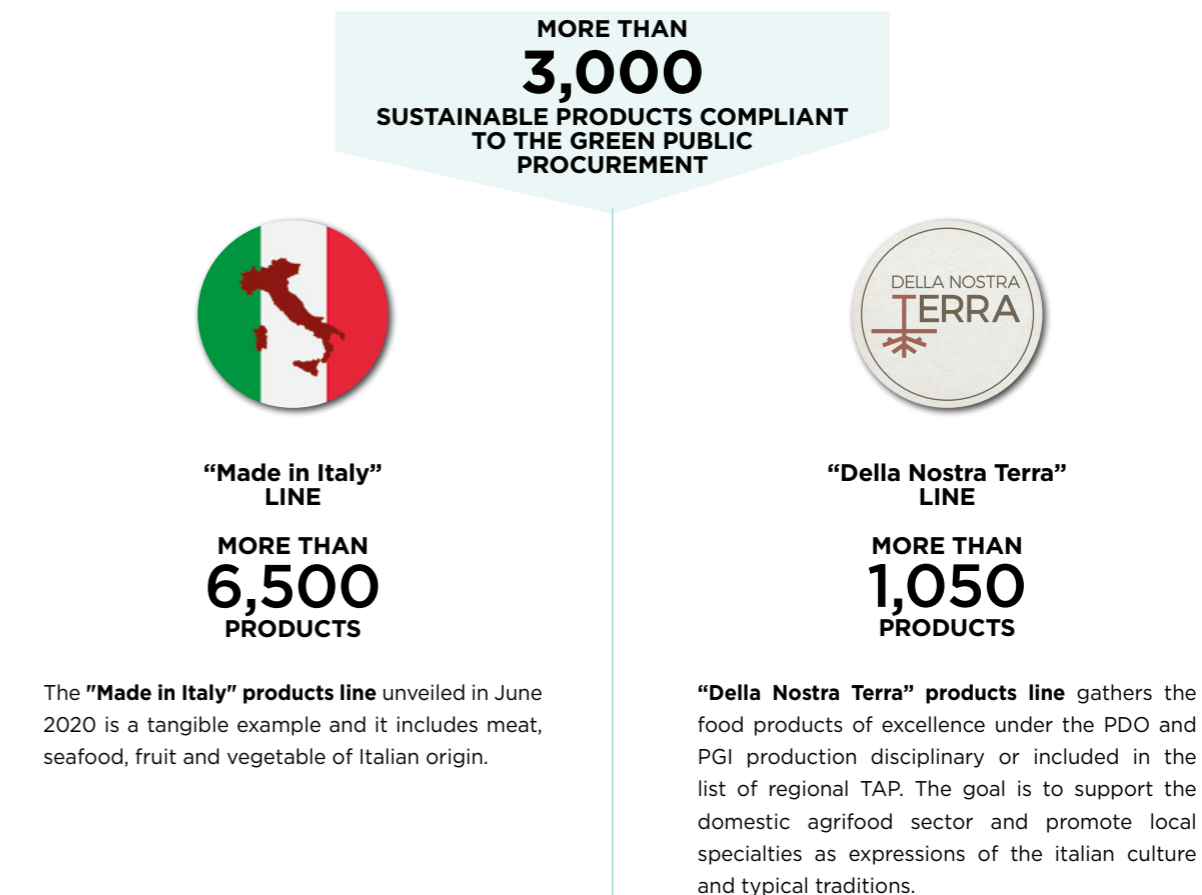 MORE THAN
3,000
SUSTAINABLE PRODUCTS COMPLIANT
TO THE GREEN PUBLIC
PROCUREMENT
“Made in Italy”
LINE
MORE THAN
6,500
PRODUCTS
The "Made in Italy" products line unveiled in June
2020 is a tangible example and it includes meat,
seafood, fruit and vegetable of Italian origin.
DELLA NOSTRA
TERRA
“Della Nostra Terra”
LINE
MORE THAN
1,050
PRODUCTS
“Della Nostra Terra” products line gathers the
food products of excellence under the PDO and
PGI production disciplinary or included in the
list of regional TAP. The goal is to support the
domestic agrifood sector and promote local
specialties as expressions of the italian culture
and typical traditions.